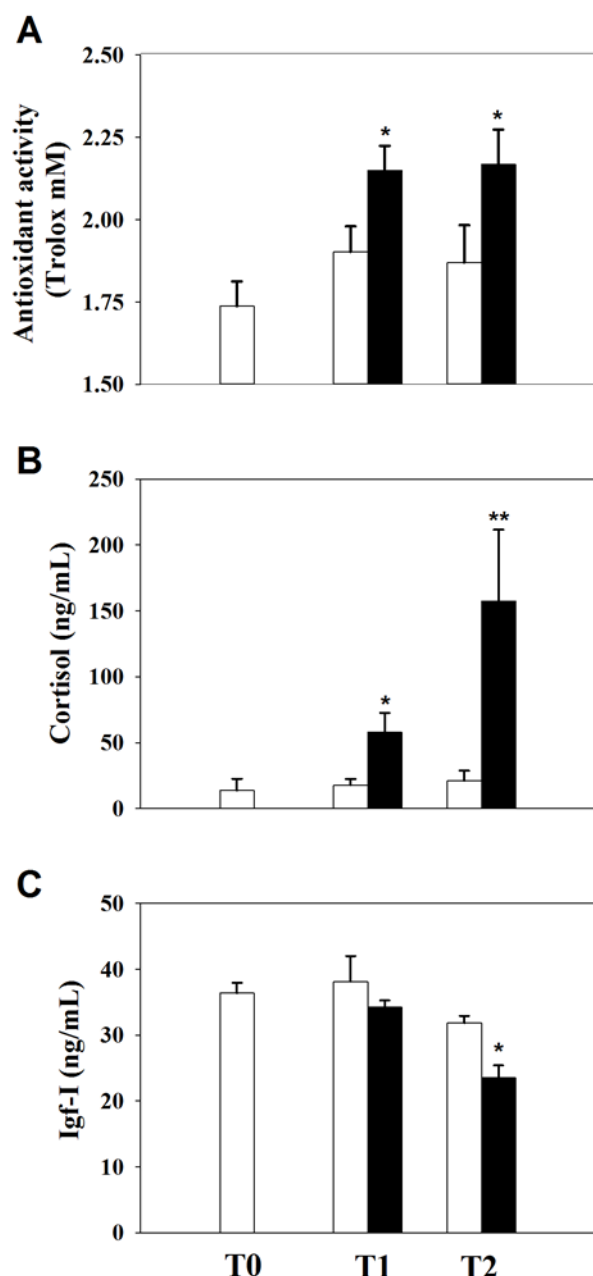 A
Antioxidant activity
(Trolox mM)
2.50
2.25
2.00
1.75
1.50
*
*
B
Cortisol (ng/mL)
250
200
150
100
50
0
*
**
C
Igf-I (ng/mL)
50
40
30
20
10
0
*
T0 T1 T2